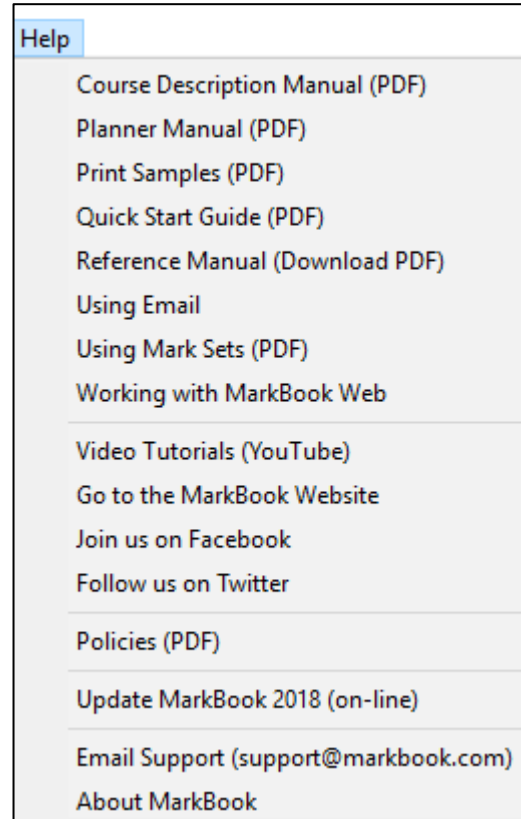 Help
Course Description Manual (PDF)
Planner Manual (PDF)
Print Samples (PDF)
Quick Start Guide (PDF)
Reference Manual (Download PDF)
Using Email
Using Mark Sets (PDF)
Working with MarkBook Web
Video Tutorials (YouTube)
Go to the MarkBook Website
Join us on Facebook
Follow us on Twitter
Policies (PDF)
Update MarkBook 2018 (on-line)
Email Support (support@markbook.com)
About MarkBook